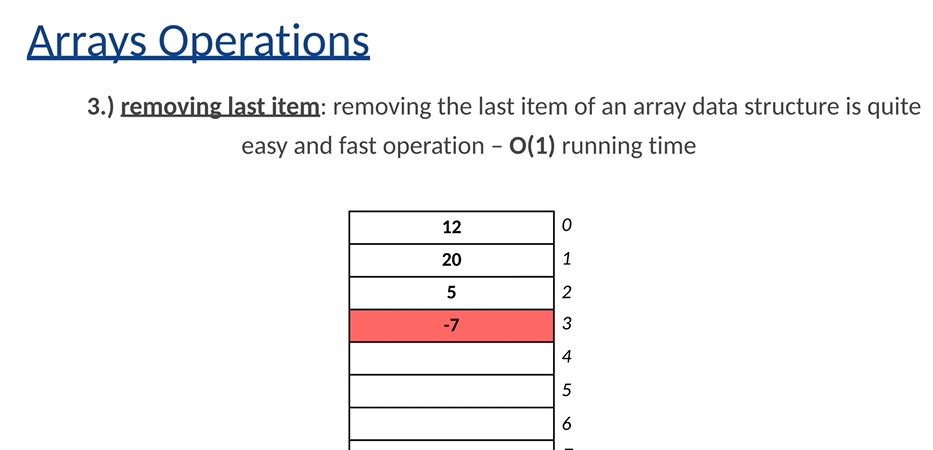 Arrays Operations
3.) removing last item: removing the last item of an array data structure is quite
easy and fast operation – O(1) running time
12 0
20 1
5 2
-7 3
4
5
6